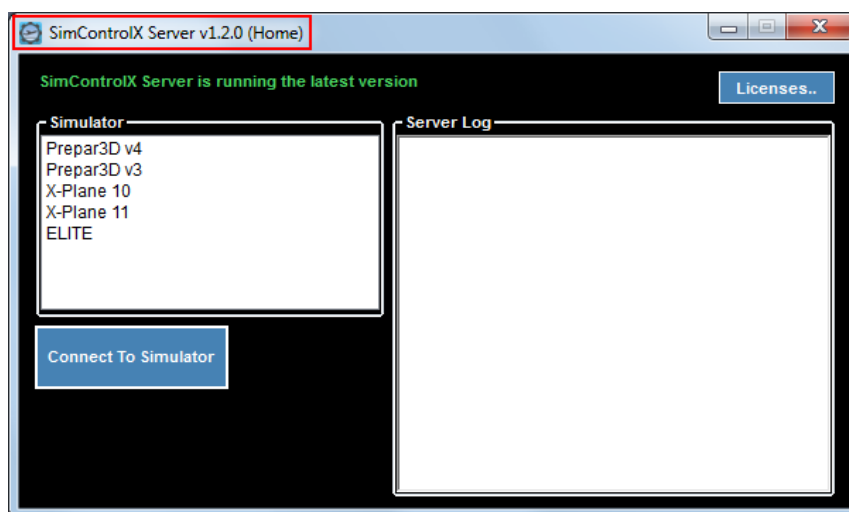 SimControlX Server v1.2.0 (Home)
SimControlX Server is running the latest version
Licenses..
Simulator
Server Log
Prepar3D v4
Prepar3D v3
X-Plane 10
X-Plane 11
ELITE
Connect To Simulator